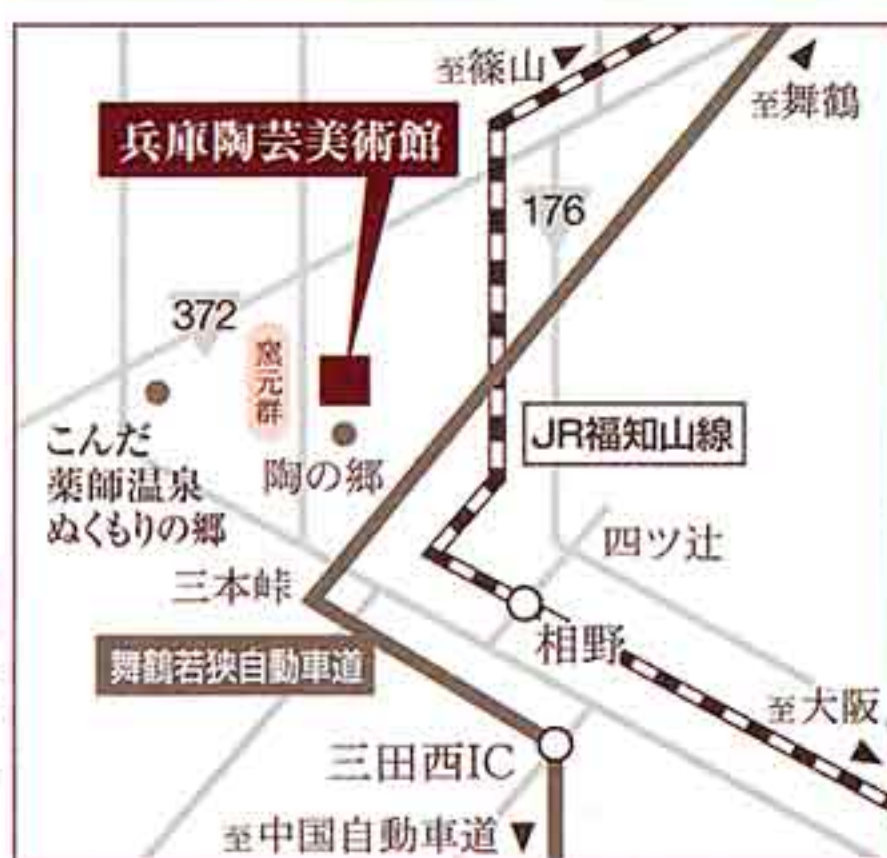 至篠山
至舞鶴
兵庫陶芸美術館
176
372
窯元群
JR福知山線
こんだ
薬師温泉
ぬくもりの郷
陶の郷
四ツ辻
三本峠
相野
舞鶴若狭自動車道
至大阪
三田西IC
至中国自動車道